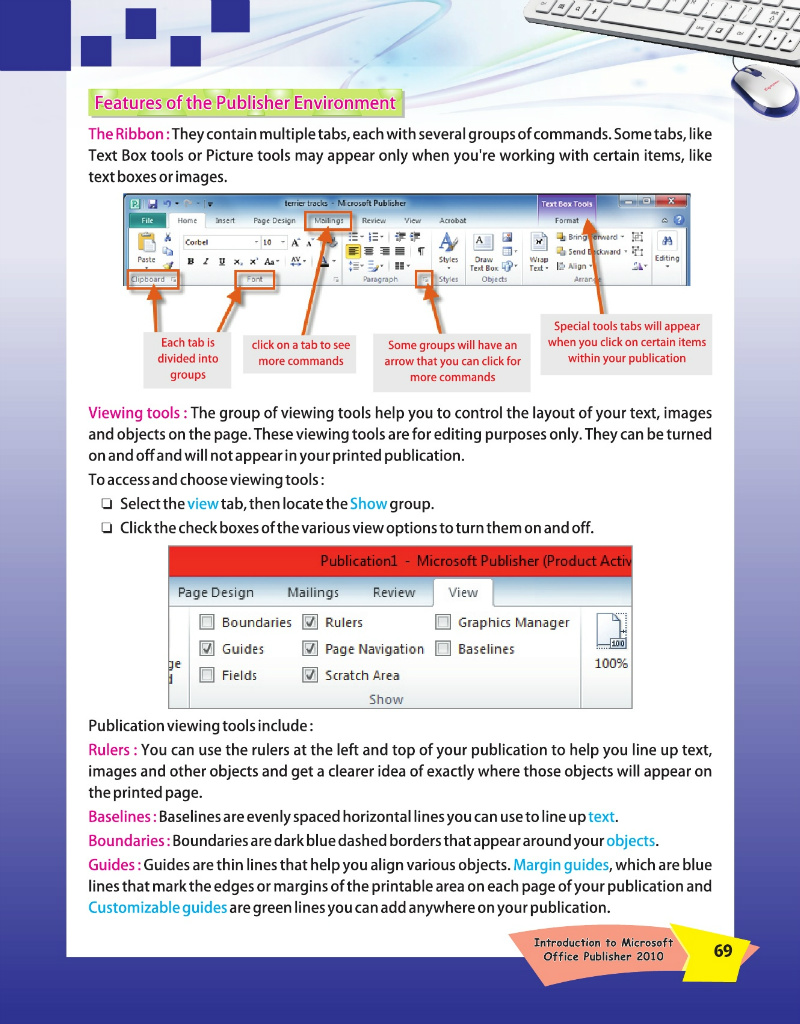 Features of the Publisher Environment
The Ribbon : They contain multiple tabs, each with several groups of commands. Some tabs, like
Text Box tools or Picture tools may appear only when you're working with certain items, like
text boxes or images.
terrier tracks - Microsoft Publisher
Text Box Tools
File Home Insert Page Design Mailings Review View Acrobat Format
Paste
Corbel 10
B I U x₂ x² Aa AV A
¶
Styles
Draw
Text Box
Wrap
Text
Bring Forward
Send Backward
Align
Editing
Clipboard Font Paragraph Styles Objects Arrange
Each tab is
divided into
groups
click on a tab to see
more commands
Some groups will have an
arrow that you can click for
more commands
Special tools tabs will appear
when you click on certain items
within your publication
Viewing tools : The group of viewing tools help you to control the layout of your text, images
and objects on the page. These viewing tools are for editing purposes only. They can be turned
on and off and will not appear in your printed publication.
To access and choose viewing tools :
❑ Select the view tab, then locate the Show group.
❑ Click the check boxes of the various view options to turn them on and off.
Publication1 - Microsoft Publisher (Product Activ
Page Design Mailings Review View
Boundaries Rulers Graphics Manager
Guides Page Navigation Baselines
Fields Scratch Area
ge
d
100
100%
Show
Publication viewing tools include :
Rulers : You can use the rulers at the left and top of your publication to help you line up text,
images and other objects and get a clearer idea of exactly where those objects will appear on
the printed page.
Baselines : Baselines are evenly spaced horizontal lines you can use to line up text.
Boundaries : Boundaries are dark blue dashed borders that appear around your objects.
Guides : Guides are thin lines that help you align various objects. Margin guides, which are blue
lines that mark the edges or margins of the printable area on each page of your publication and
Customizable guides are green lines you can add anywhere on your publication.
Introduction to Microsoft
Office Publisher 2010
69